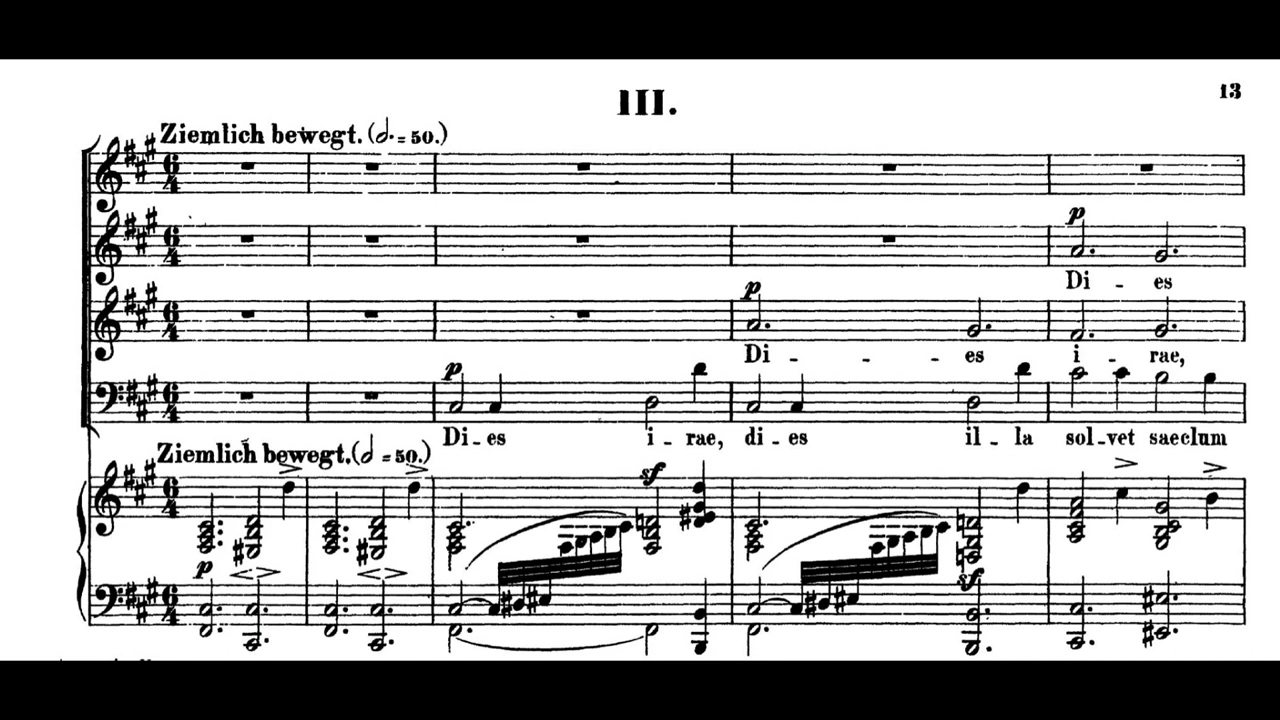 13
III.
Ziemlich bewegt. (𝅗𝅥. = 50.)
p
Di - es
p
Di - - - es i - rae,
p
Di - es i - rae, di - es il - la sol - vet saeclum
Ziemlich bewegt. (𝅗𝅥 = 50.)
sf
p
sf